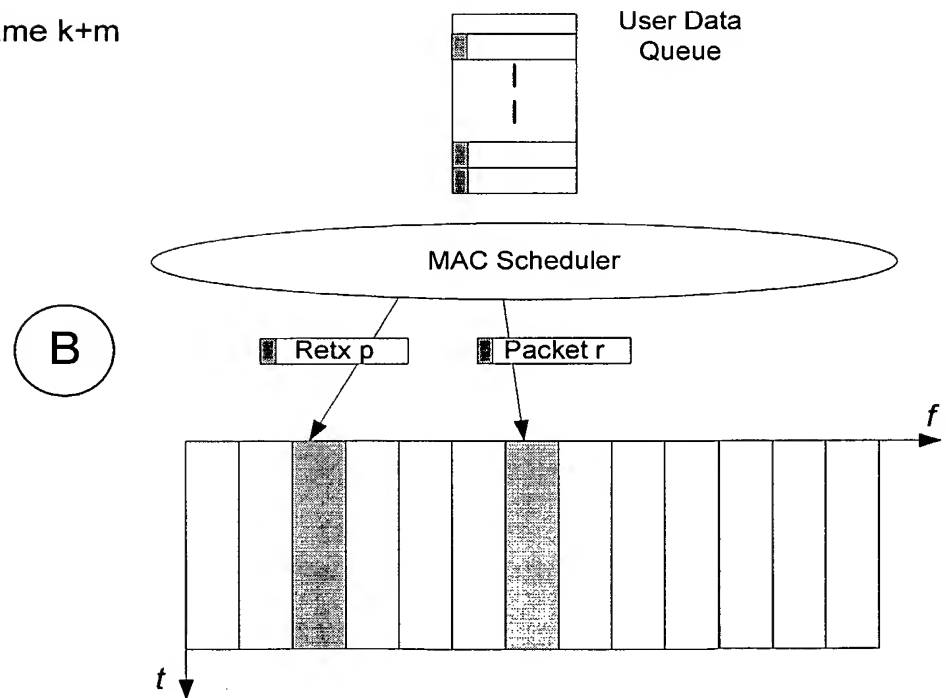 k+m
User Data
Queue
MAC Scheduler
B
Retx p
Packet r
f
t